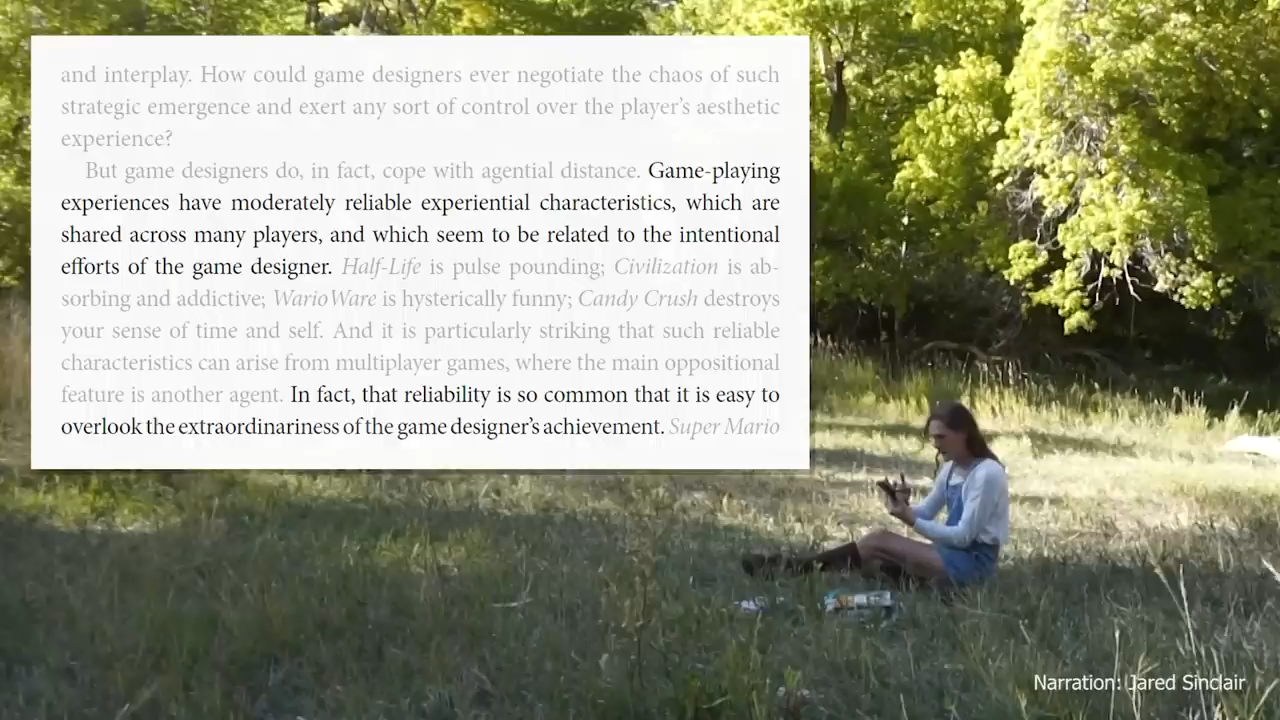 and interplay. How could game designers ever negotiate the chaos of such
strategic emergence and exert any sort of control over the player's aesthetic
experience?
But game designers do, in fact, cope with agential distance. Game-playing
experiences have moderately reliable experiential characteristics, which are
shared across many players, and which seem to be related to the intentional
efforts of the game designer. Half-Life is pulse pounding; Civilization is ab-
sorbing and addictive; WarioWare is hysterically funny; Candy Crush destroys
your sense of time and self. And it is particularly striking that such reliable
characteristics can arise from multiplayer games, where the main oppositional
feature is another agent. In fact, that reliability is so common that it is easy to
overlook the extraordinariness of the game designer's achievement. Super Mario
Narration: Jared Sinclair